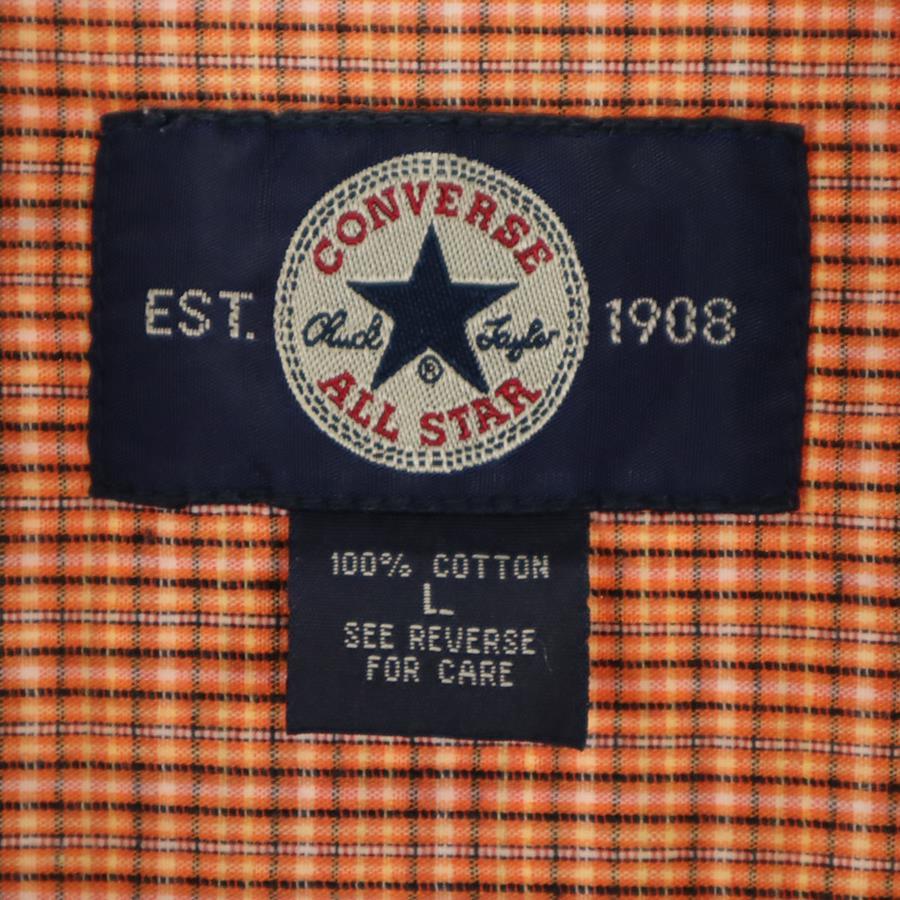 CONVERSE
EST. Chuck Taylor 1908
®
ALL STAR
100% COTTON
L
SEE REVERSE
FOR CARE